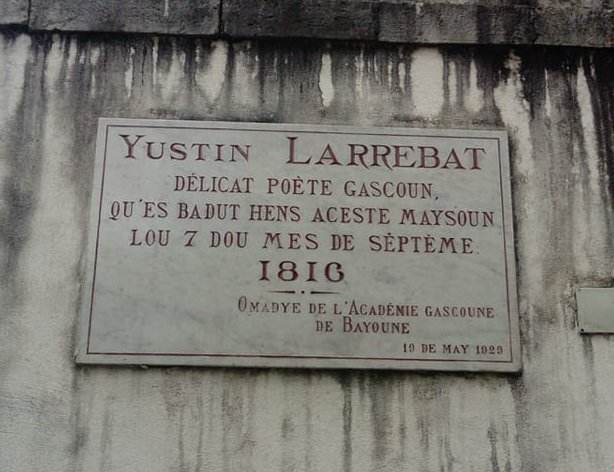 YUSTIN LARREBAT
DÉLICAT POÈTE GASCOUN,
QU'ES BADUT HENS ACESTE MAYSOUN
LOU 7 DOU MES DE SÉPTÈME
1816
OMADYE DE L'ACADÉMIE GASCOUNE
DE BAYOUNE
19 DE MAY 1929